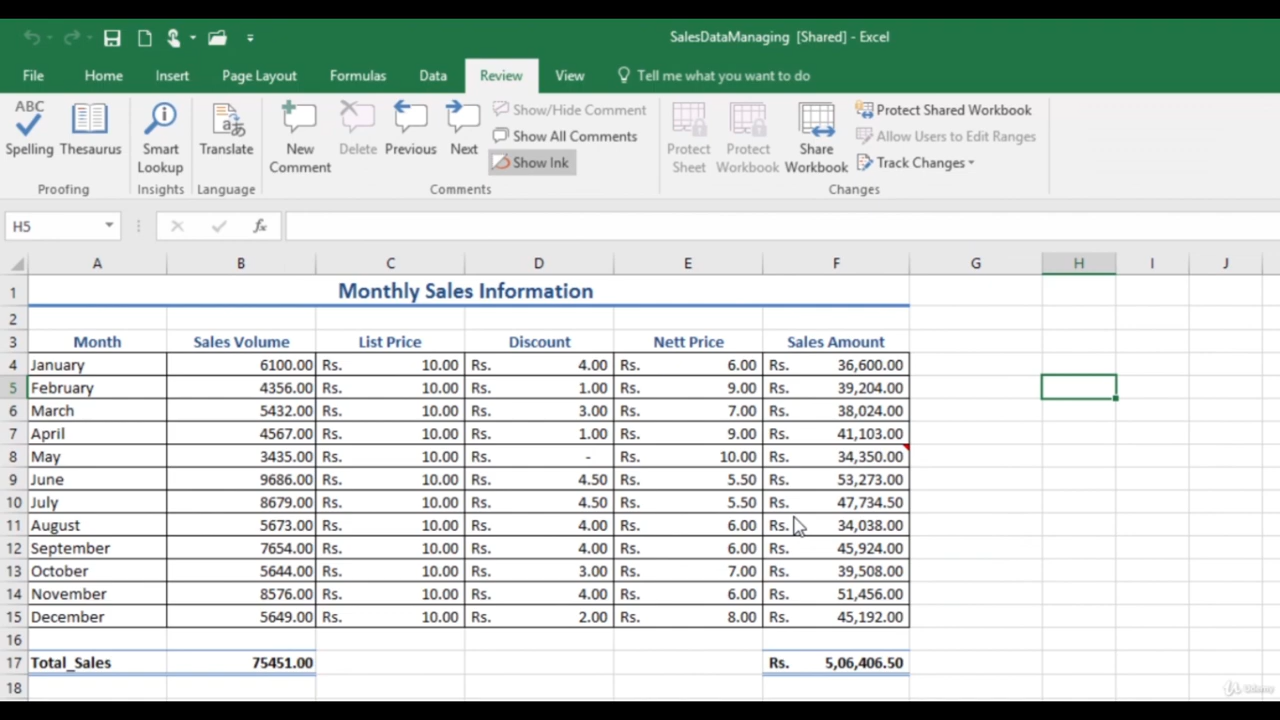 SalesDataManaging [Shared] - Excel
File Home Insert Page Layout Formulas Data Review View Tell me what you want to do
ABC
Spelling Thesaurus
Proofing
Smart Lookup
Insights
Translate
Language
New Comment Delete Previous Next
Show/Hide Comment
Show All Comments
Show Ink
Comments
Protect Sheet Protect Workbook Share Workbook
Protect Shared Workbook
Allow Users to Edit Ranges
Track Changes
Changes
H5 fx
A B C D E F G H I J
1 Monthly Sales Information
2
3 Month Sales Volume List Price Discount Nett Price Sales Amount
4 January 6100.00 Rs. 10.00 Rs. 4.00 Rs. 6.00 Rs. 36,600.00
5 February 4356.00 Rs. 10.00 Rs. 1.00 Rs. 9.00 Rs. 39,204.00
6 March 5432.00 Rs. 10.00 Rs. 3.00 Rs. 7.00 Rs. 38,024.00
7 April 4567.00 Rs. 10.00 Rs. 1.00 Rs. 9.00 Rs. 41,103.00
8 May 3435.00 Rs. 10.00 Rs. - Rs. 10.00 Rs. 34,350.00
9 June 9686.00 Rs. 10.00 Rs. 4.50 Rs. 5.50 Rs. 53,273.00
10 July 8679.00 Rs. 10.00 Rs. 4.50 Rs. 5.50 Rs. 47,734.50
11 August 5673.00 Rs. 10.00 Rs. 4.00 Rs. 6.00 Rs. 34,038.00
12 September 7654.00 Rs. 10.00 Rs. 4.00 Rs. 6.00 Rs. 45,924.00
13 October 5644.00 Rs. 10.00 Rs. 3.00 Rs. 7.00 Rs. 39,508.00
14 November 8576.00 Rs. 10.00 Rs. 4.00 Rs. 6.00 Rs. 51,456.00
15 December 5649.00 Rs. 10.00 Rs. 2.00 Rs. 8.00 Rs. 45,192.00
16
17 Total_Sales 75451.00 Rs. 5,06,406.50
18
Udemy